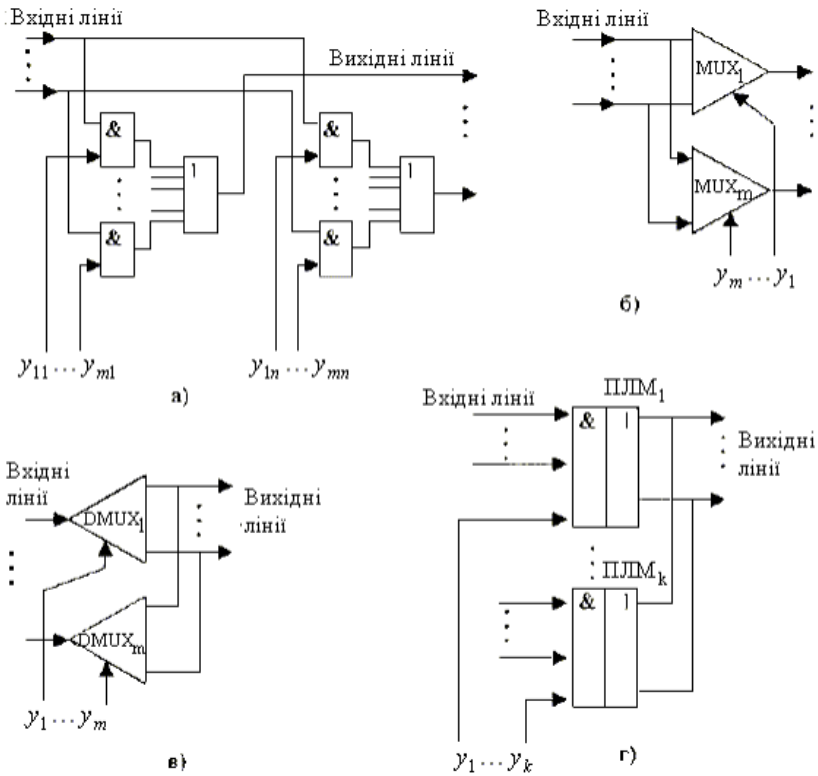 Вхідні лінії
Вихідні лінії
&
&
1
1
&
&
y11 ... ym1
y1n ... ymn
а)
Вхідні лінії
MUX1
MUXm
ym ... y1
б)
Вхідні
лінії
DMUX1
Вихідні
лінії
DMUXm
y1 ... ym
в)
ПЛМ1
Вхідні лінії
& 1
Вихідні
лінії
ПЛМk
& 1
y1 ... yk
г)